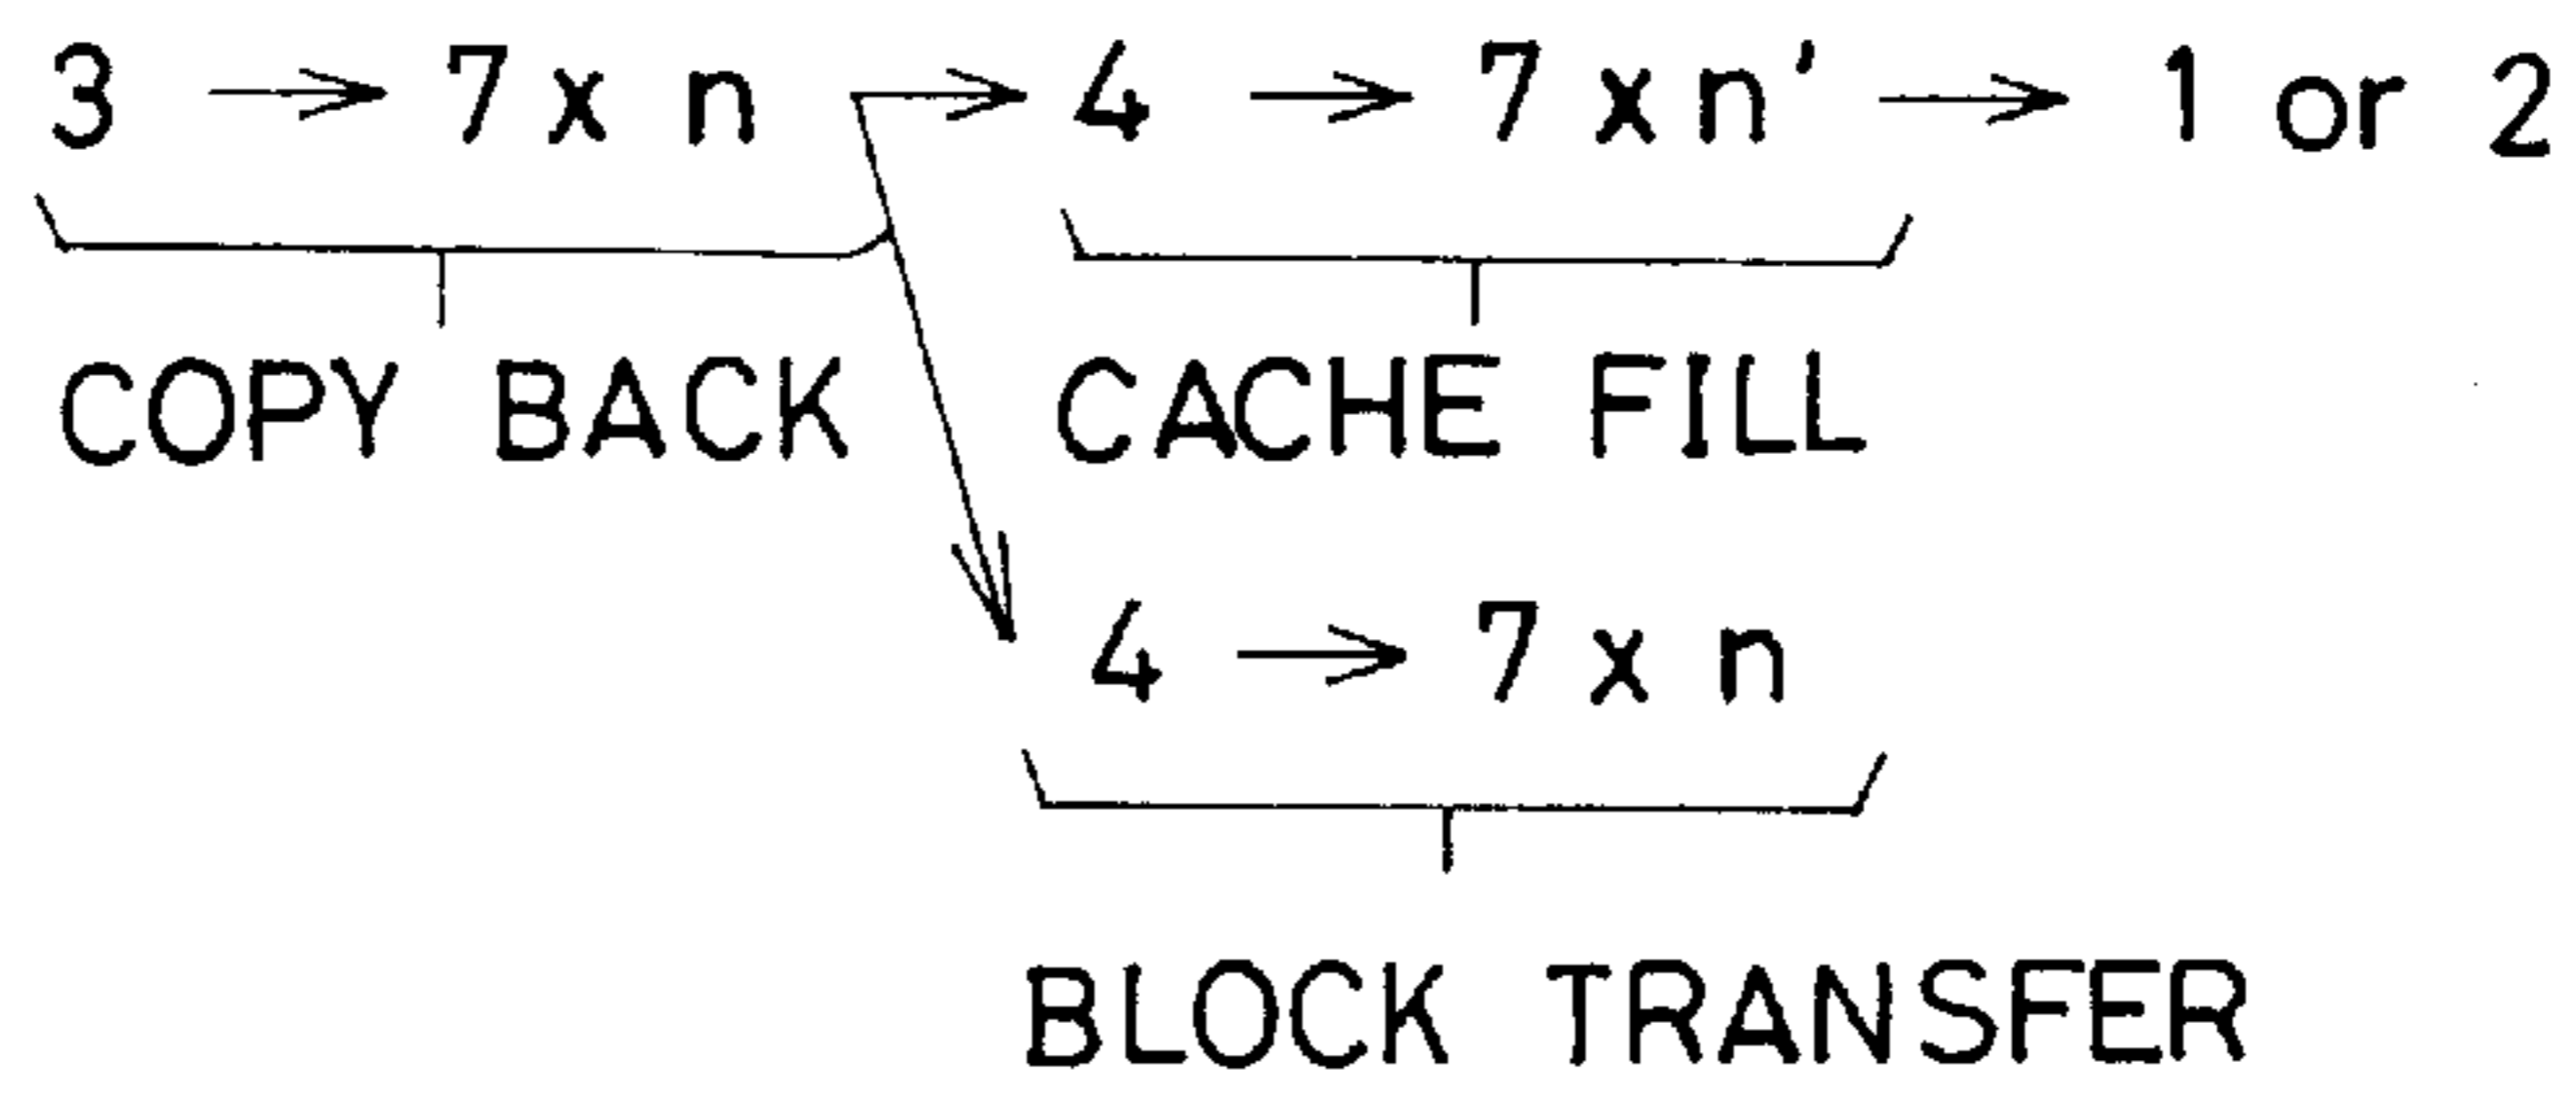 3 → 7 x n → 4 → 7 x n' → 1 or 2
COPY BACK CACHE FILL
4 → 7 x n
BLOCK TRANSFER